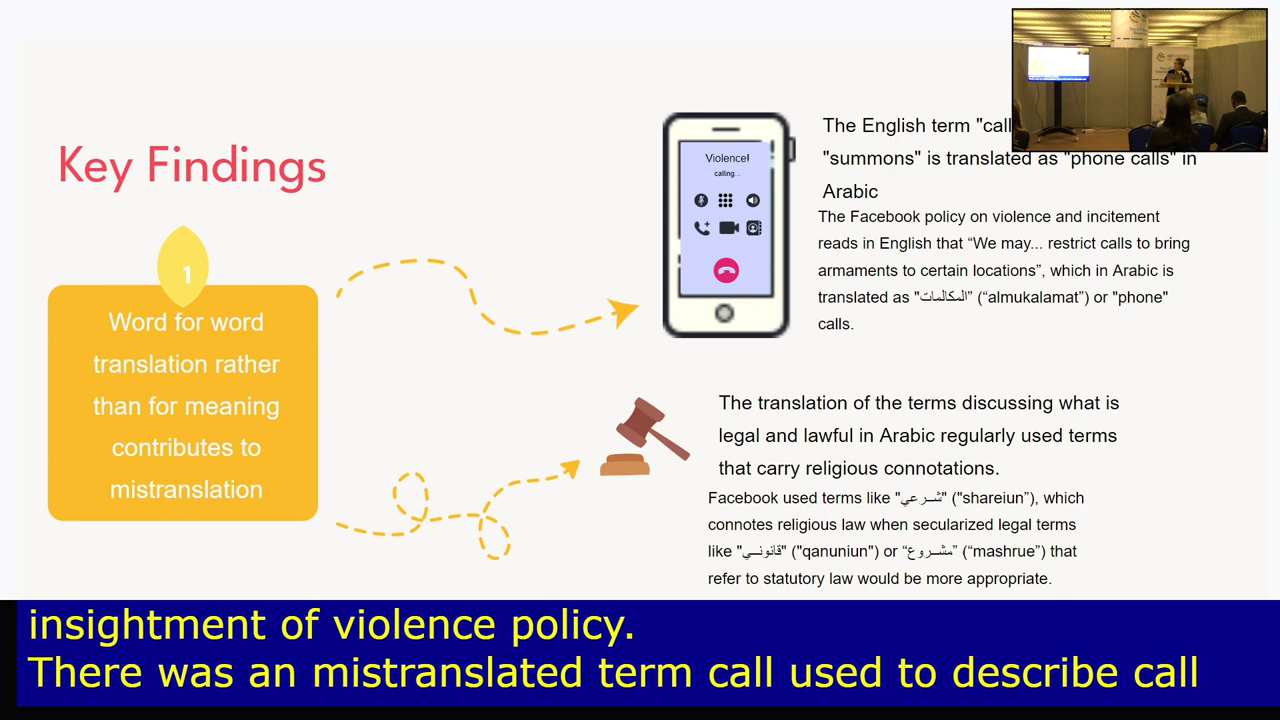 Key Findings
1
Word for word
translation rather
than for meaning
contributes to
mistranslation
Violence!
calling...
The English term "call
"summons" is translated as "phone calls" in
Arabic
The Facebook policy on violence and incitement
reads in English that “We may... restrict calls to bring
armaments to certain locations”, which in Arabic is
translated as "المكالمات” (“almukalamat”) or "phone"
calls.
The translation of the terms discussing what is
legal and lawful in Arabic regularly used terms
that carry religious connotations.
Facebook used terms like "شرعي" ("shareiun”), which
connotes religious law when secularized legal terms
like "قانوني" ("qanuniun") or “مشروع” (“mashrue”) that
refer to statutory law would be more appropriate.
insightment of violence policy.
There was an mistranslated term call used to describe call